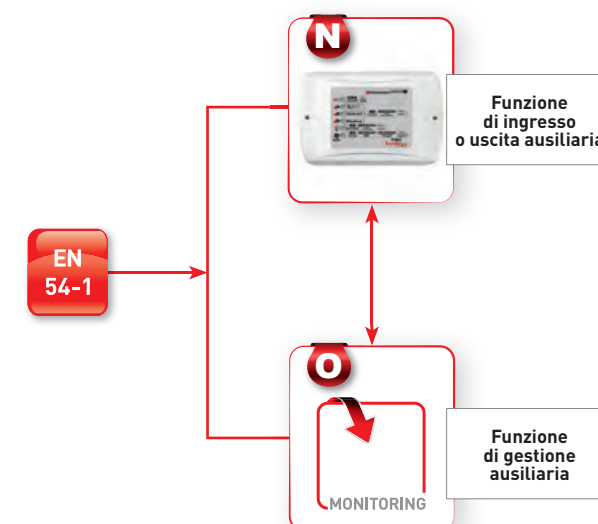 N
Funzione
di ingresso
o uscita ausiliaria
EN
54-1
O
Funzione
di gestione
ausiliaria
MONITORING